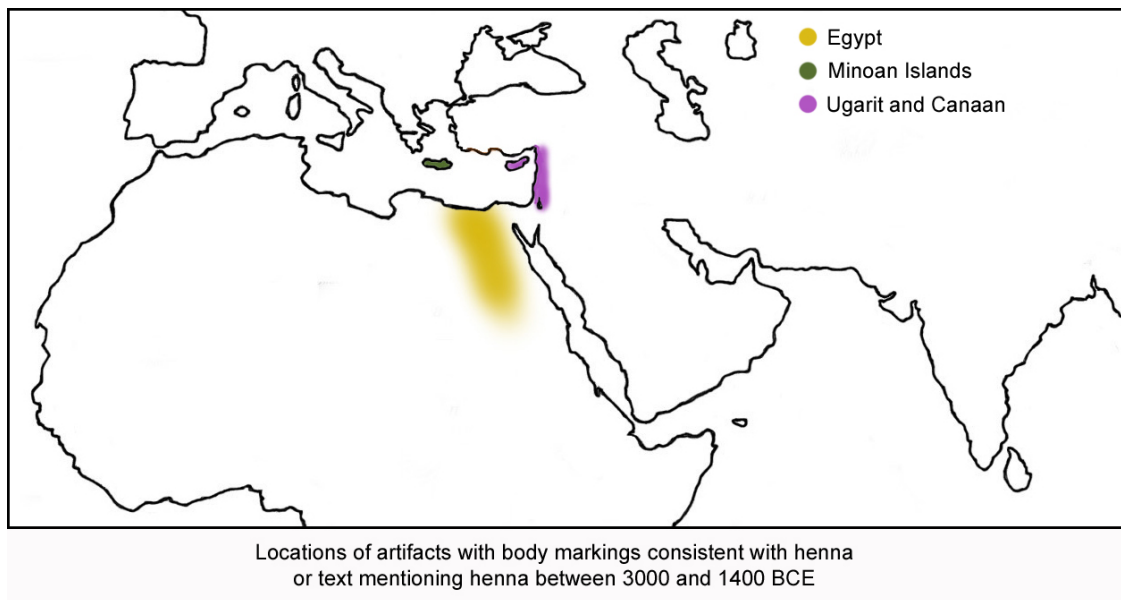 Egypt
Minoan Islands
Ugarit and Canaan
Locations of artifacts with body markings consistent with henna
or text mentioning henna between 3000 and 1400 BCE